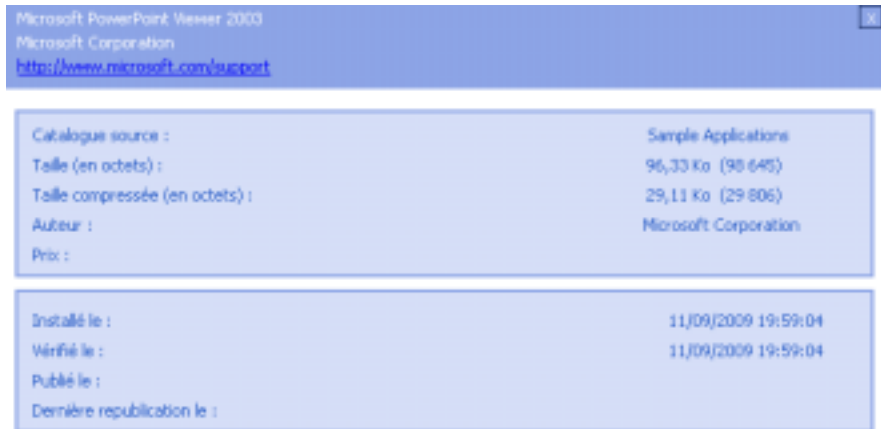 Microsoft PowerPoint Viewer 2003
X
Microsoft Corporation
http://www.microsoft.com/support
Catalogue source : Sample Applications
Taille (en octets) : 96,33 Ko (98 645)
Taille compressée (en octets) : 29,11 Ko (29 806)
Auteur : Microsoft Corporation
Prix :
Installé le : 11/09/2009 19:59:04
Vérifié le : 11/09/2009 19:59:04
Publié le :
Dernière republication le :